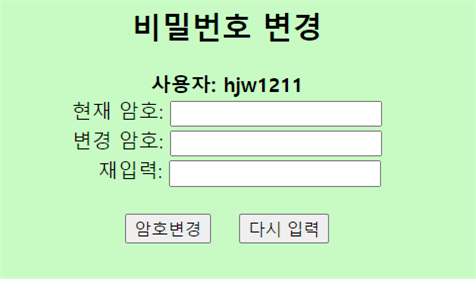 비밀번호 변경
사용자: hjw1211
현재 암호:
변경 암호:
재입력:
암호변경 다시 입력